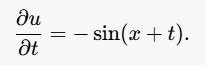 ∂u/∂t = − sin(x + t).